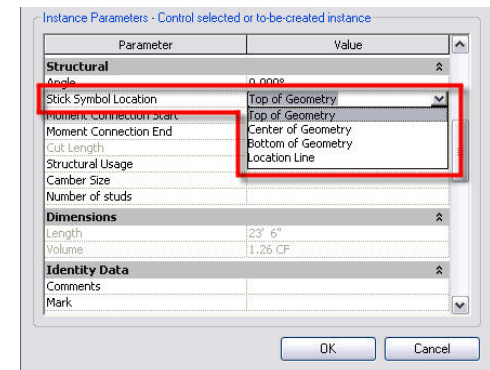 Instance Parameters - Control selected or to-be-created instance
Parameter Value
Structural
Angle 0.000°
Stick Symbol Location Top of Geometry
Moment Connection Start Top of Geometry
Moment Connection End Center of Geometry
Cut Length Bottom of Geometry
Structural Usage Location Line
Camber Size
Number of studs
Dimensions
Length 23' 6"
Volume 1.26 CF
Identity Data
Comments
Mark
OK Cancel